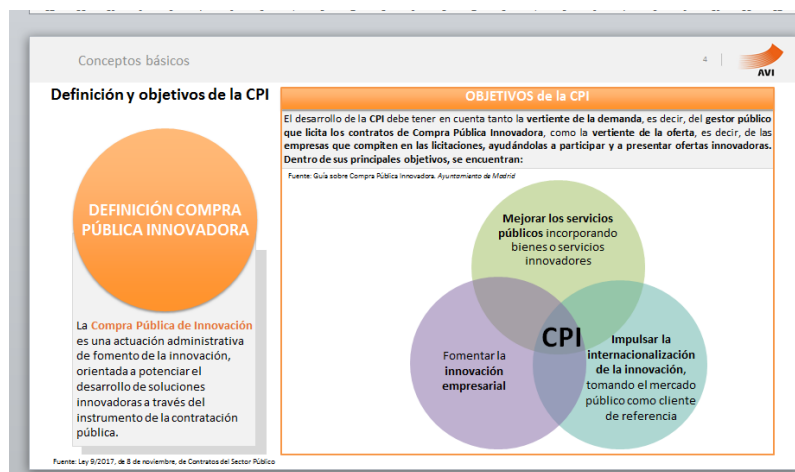 Conceptos básicos
4
AVI
Definición y objetivos de la CPI
DEFINICIÓN COMPRA
PÚBLICA INNOVADORA
La Compra Pública de Innovación
es una actuación administrativa
de fomento de la innovación,
orientada a potenciar el
desarrollo de soluciones
innovadoras a través del
instrumento de la contratación
pública.
Fuente: Ley 9/2017, de 8 de noviembre, de Contratos del Sector Público
OBJETIVOS de la CPI
El desarrollo de la CPI debe tener en cuenta tanto la vertiente de la demanda, es decir, del gestor público
que licita los contratos de Compra Pública Innovadora, como la vertiente de la oferta, es decir, de las
empresas que compiten en las licitaciones, ayudándolas a participar y a presentar ofertas innovadoras.
Dentro de sus principales objetivos, se encuentran:
Fuente: Guía sobre Compra Pública Innovadora. Ayuntamiento de Madrid
Mejorar los servicios
públicos incorporando
bienes o servicios
innovadores
CPI
Fomentar la
innovación
empresarial
Impulsar la
internacionalización
de la innovación,
tomando el mercado
público como cliente
de referencia